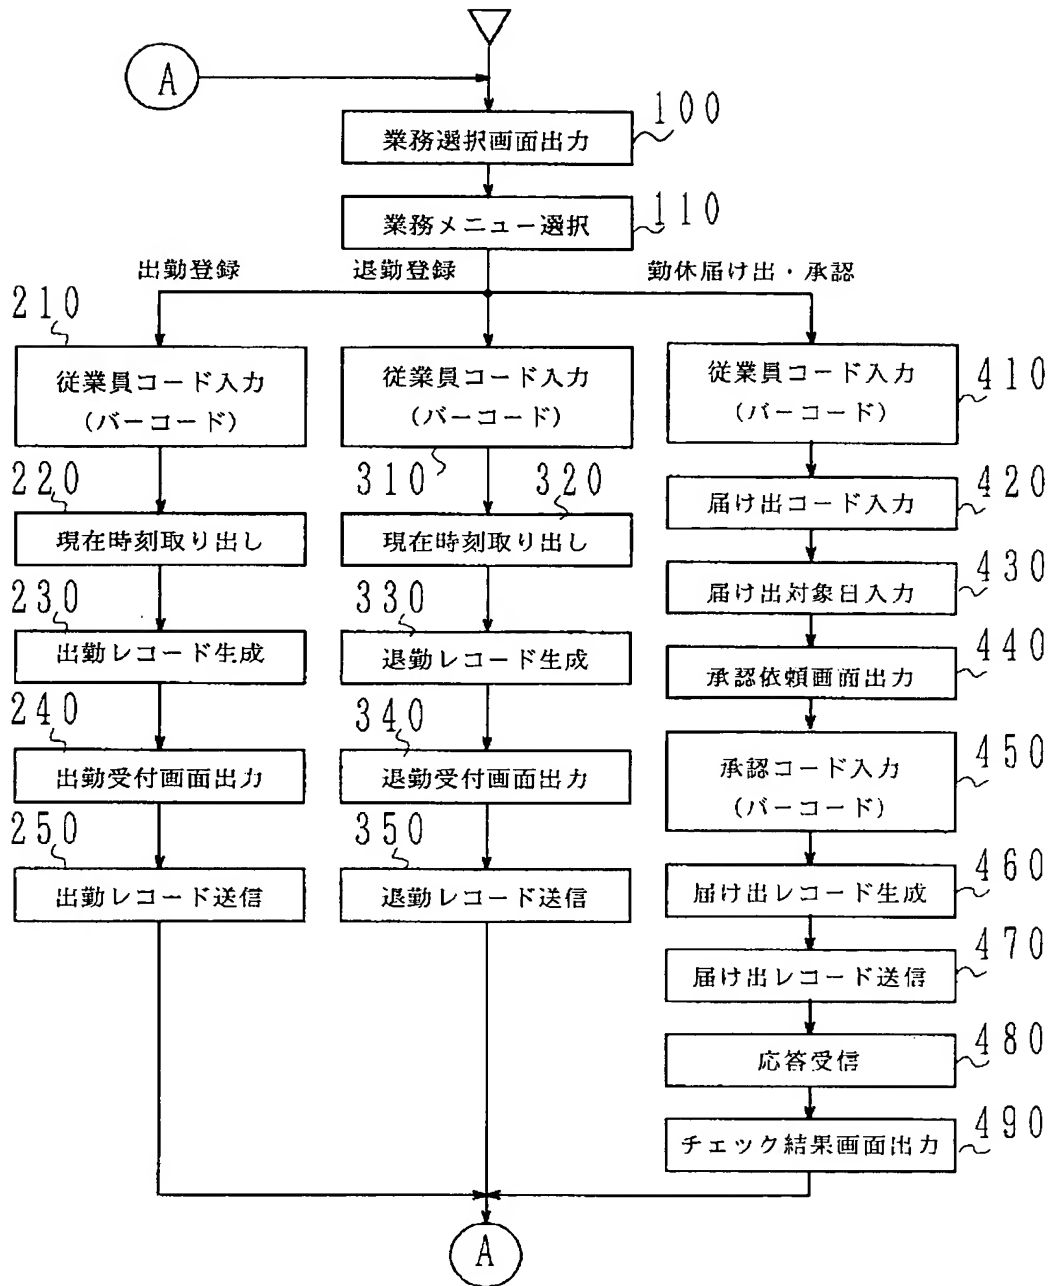 A
100
業務選択画面出力
110
業務メニュー選択
出勤登録
退勤登録
勤休届け出・承認
210
従業員コード入力
(バーコード)
220
現在時刻取り出し
230
出勤レコード生成
240
出勤受付画面出力
250
出勤レコード送信
従業員コード入力
(バーコード)
310
320
現在時刻取り出し
330
退勤レコード生成
340
退勤受付画面出力
350
退勤レコード送信
従業員コード入力
(バーコード)
410
届け出コード入力
420
届け出対象日入力
430
承認依頼画面出力
440
承認コード入力
(バーコード)
450
届け出レコード生成
460
届け出レコード送信
470
応答受信
480
チェック結果画面出力
490
A